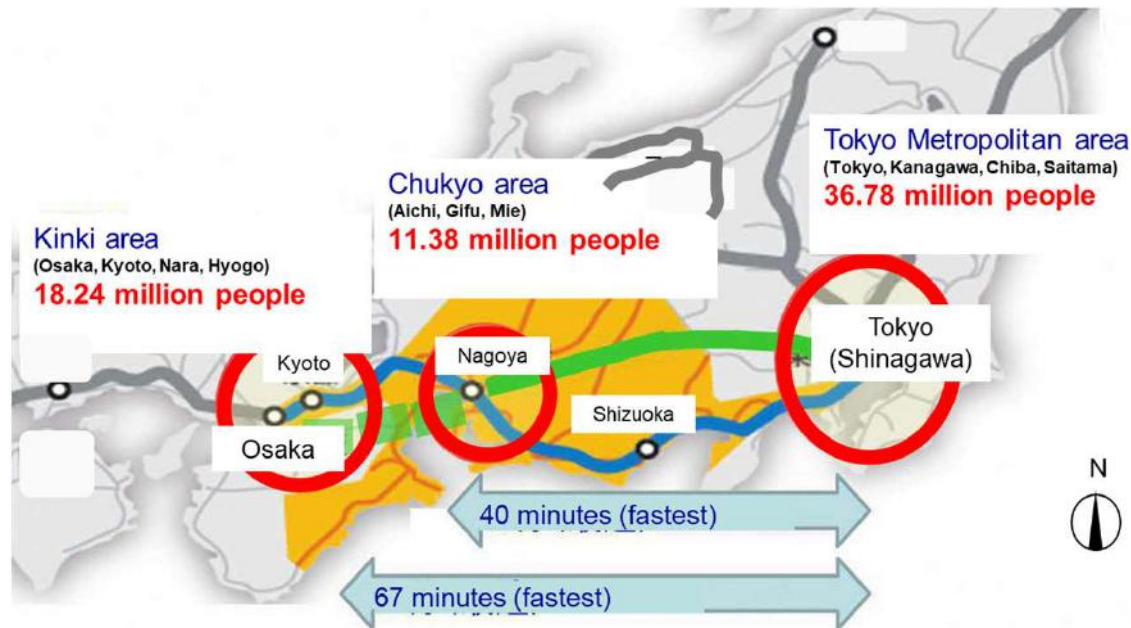 Tokyo Metropolitan area
(Tokyo, Kanagawa, Chiba, Saitama)
36.78 million people
Chukyo area
(Aichi, Gifu, Mie)
11.38 million people
Kinki area
(Osaka, Kyoto, Nara, Hyogo)
18.24 million people
Kyoto
Nagoya
Tokyo
(Shinagawa)
Shizuoka
Osaka
N
40 minutes (fastest)
67 minutes (fastest)